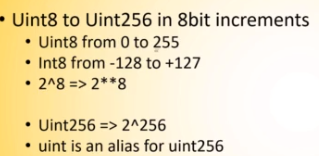 • Uint8 to Uint256 in 8bit increments
• Uint8 from 0 to 255
• Int8 from -128 to +127
• 2^8 => 2**8
• Uint256 => 2^256
• uint is an alias for uint256